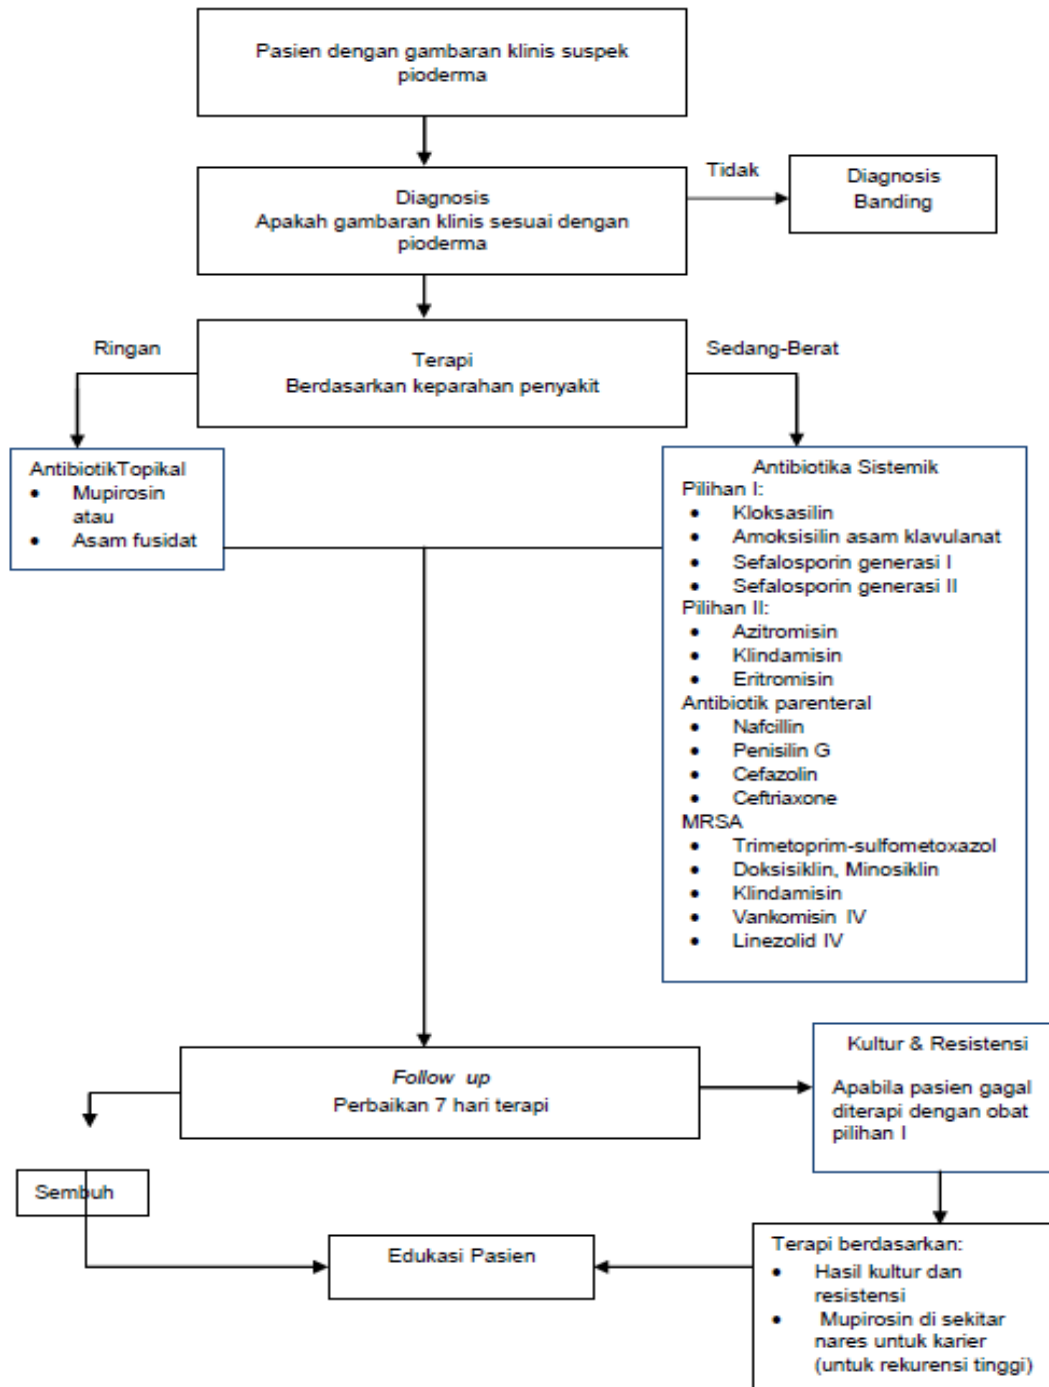 Pasien dengan gambaran klinis suspek
pioderma
Tidak
Diagnosis
Apakah gambaran klinis sesuai dengan
pioderma
Diagnosis
Banding
Ringan
Terapi
Berdasarkan keparahan penyakit
Sedang-Berat
AntibiotikTopikal
• Mupirosin
atau
• Asam fusidat
Antibiotika Sistemik
Pilihan I:
• Kloksasilin
• Amoksisilin asam klavulanat
• Sefalosporin generasi I
• Sefalosporin generasi II
Pilihan II:
• Azitromisin
• Klindamisin
• Eritromisin
Antibiotik parenteral
• Nafcillin
• Penisilin G
• Cefazolin
• Ceftriaxone
MRSA
• Trimetoprim-sulfometoxazol
• Doksisiklin, Minosiklin
• Klindamisin
• Vankomisin IV
• Linezolid IV
Follow up
Perbaikan 7 hari terapi
Kultur & Resistensi
Apabila pasien gagal
diterapi dengan obat
pilihan I
Sembuh
Edukasi Pasien
Terapi berdasarkan:
• Hasil kultur dan
resistensi
• Mupirosin di sekitar
nares untuk karier
(untuk rekurensi tinggi)